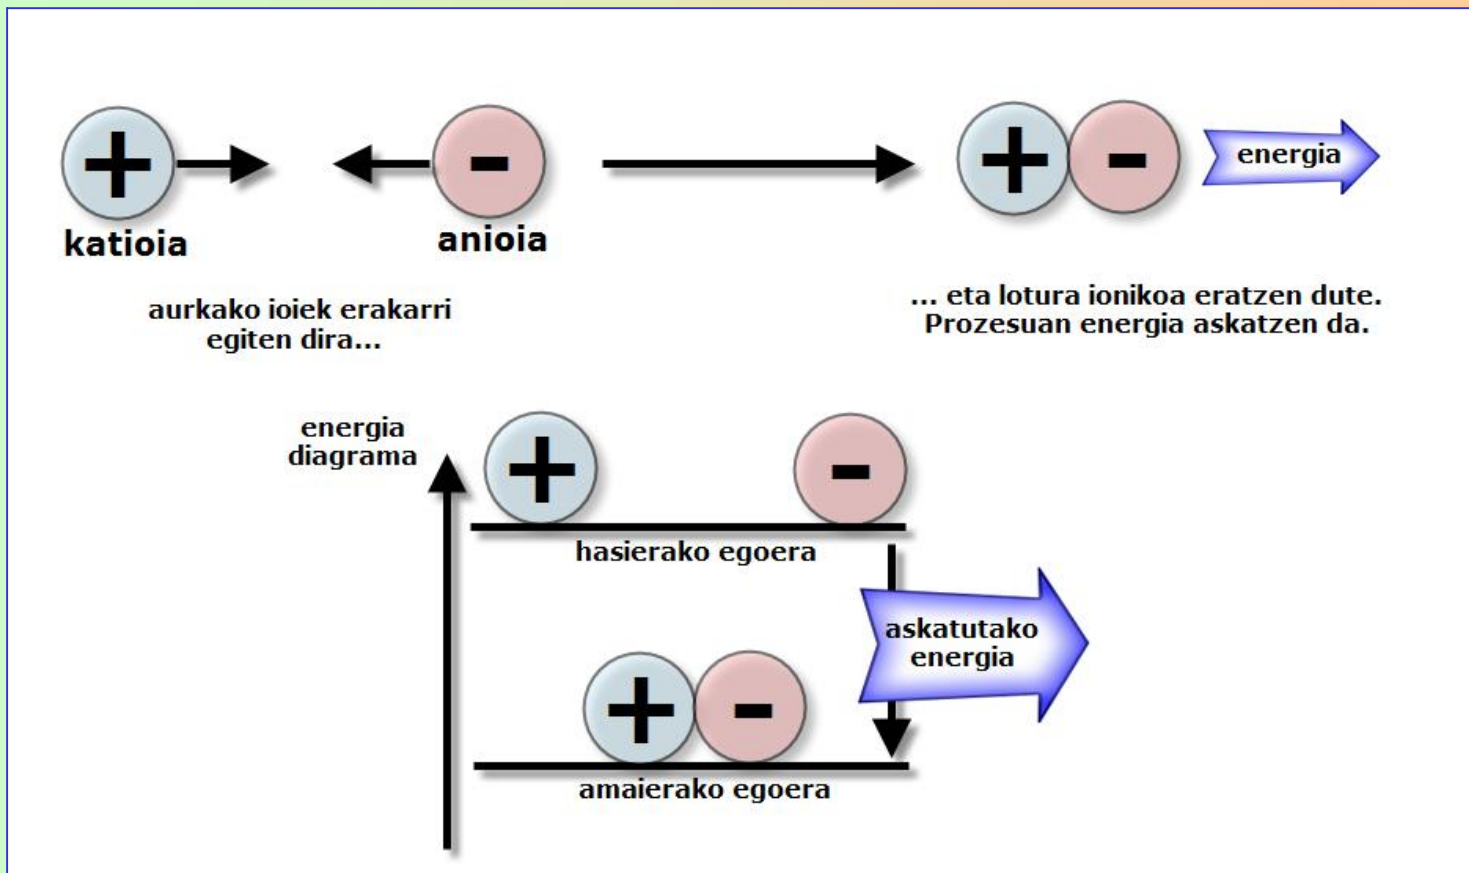 +
-
+
-
energia
katioia
anioia
aurkako ioiek erakarri
egiten dira...
... eta lotura ionikoa eratzen dute.
Prozesuan energia askatzen da.
energia
diagrama
+
-
hasierako egoera
askatutako
energia
+
-
amaierako egoera